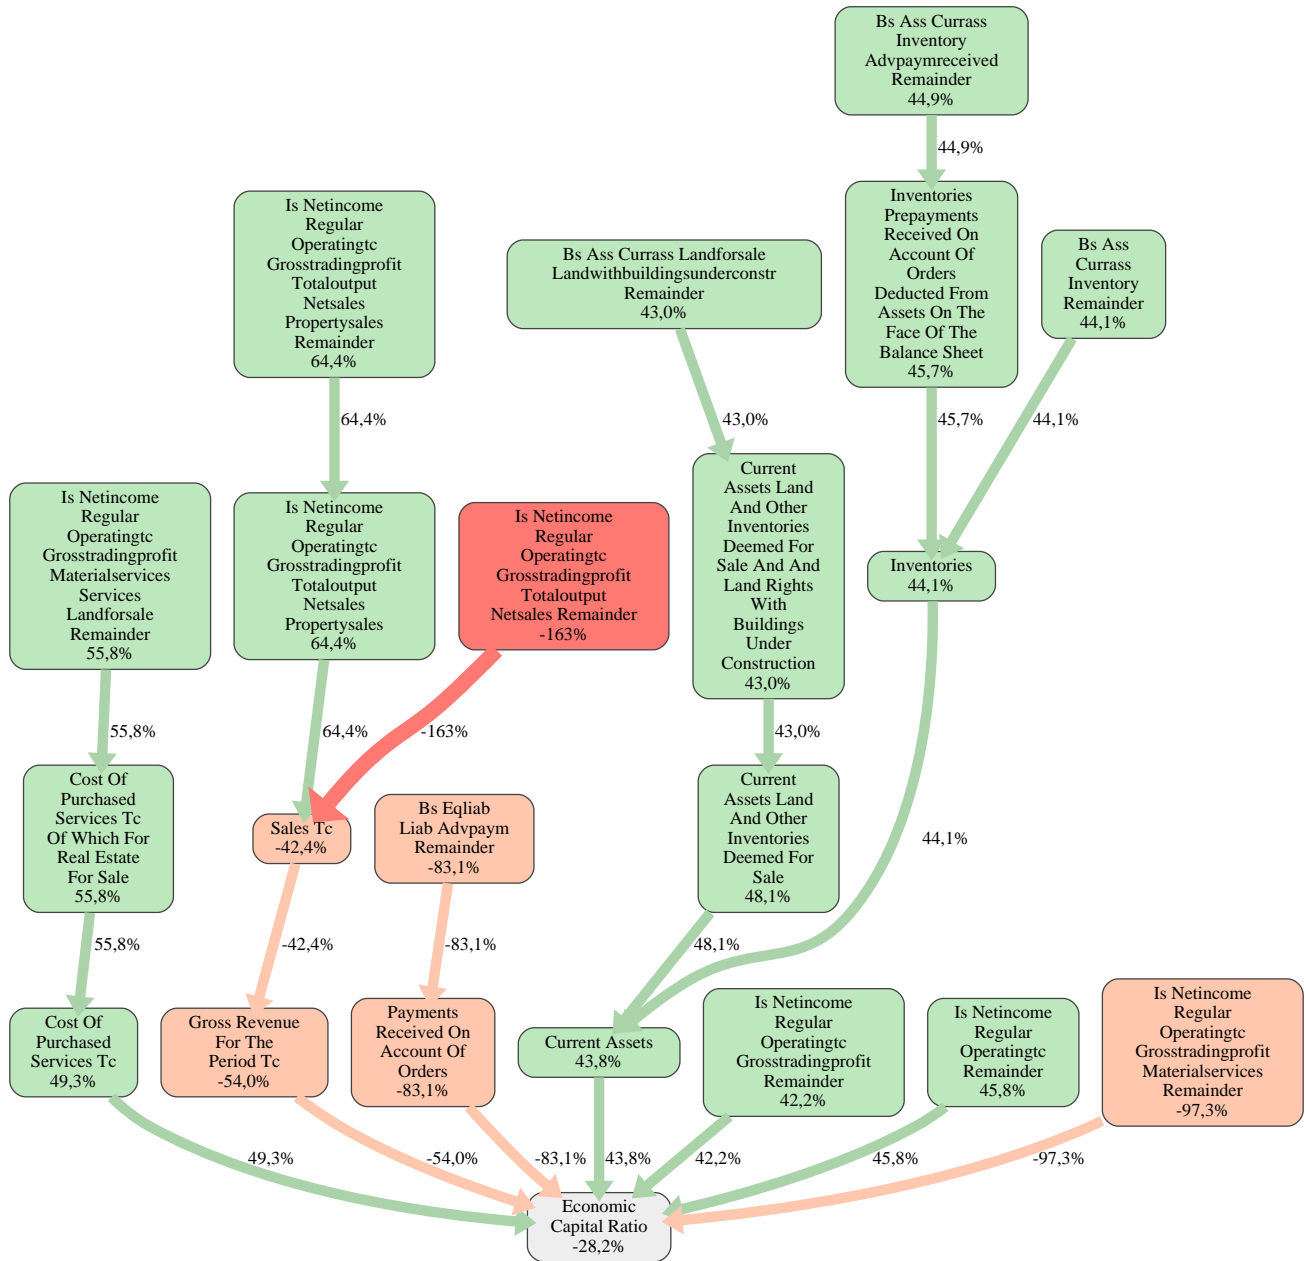 Bs Ass Currass
Inventory
Advpaymreceived
Remainder
44,9%
44,9%
Is Netincome
Regular
Operatingtc
Grosstradingprofit
Totaloutput
Netsales
Propertysales
Remainder
64,4%
Bs Ass Currass Landforsale
Landwithbuildingsunderconstr
Remainder
43,0%
Inventories
Prepayments
Received On
Account Of
Orders
Deducted From
Assets On The
Face Of The
Balance Sheet
45,7%
Bs Ass
Currass
Inventory
Remainder
44,1%
64,4%
43,0%
45,7%
44,1%
Is Netincome
Regular
Operatingtc
Grosstradingprofit
Materialservices
Services
Landforsale
Remainder
55,8%
Is Netincome
Regular
Operatingtc
Grosstradingprofit
Totaloutput
Netsales
Propertysales
64,4%
Is Netincome
Regular
Operatingtc
Grosstradingprofit
Totaloutput
Netsales Remainder
-163%
Current
Assets Land
And Other
Inventories
Deemed For
Sale And And
Land Rights
With
Buildings
Under
Construction
43,0%
Inventories
44,1%
55,8%
64,4%
-163%
43,0%
Cost Of
Purchased
Services Tc
Of Which For
Real Estate
For Sale
55,8%
Sales Tc
-42,4%
Bs Eqliab
Liab Advpaym
Remainder
-83,1%
Current
Assets Land
And Other
Inventories
Deemed For
Sale
48,1%
44,1%
55,8%
-42,4%
-83,1%
48,1%
Cost Of
Purchased
Services Tc
49,3%
Gross Revenue
For The
Period Tc
-54,0%
Payments
Received On
Account Of
Orders
-83,1%
Current Assets
43,8%
Is Netincome
Regular
Operatingtc
Grosstradingprofit
Remainder
42,2%
Is Netincome
Regular
Operatingtc
Remainder
45,8%
Is Netincome
Regular
Operatingtc
Grosstradingprofit
Materialservices
Remainder
-97,3%
49,3%
-54,0%
-83,1%
43,8%
42,2%
45,8%
-97,3%
Economic
Capital Ratio
-28,2%